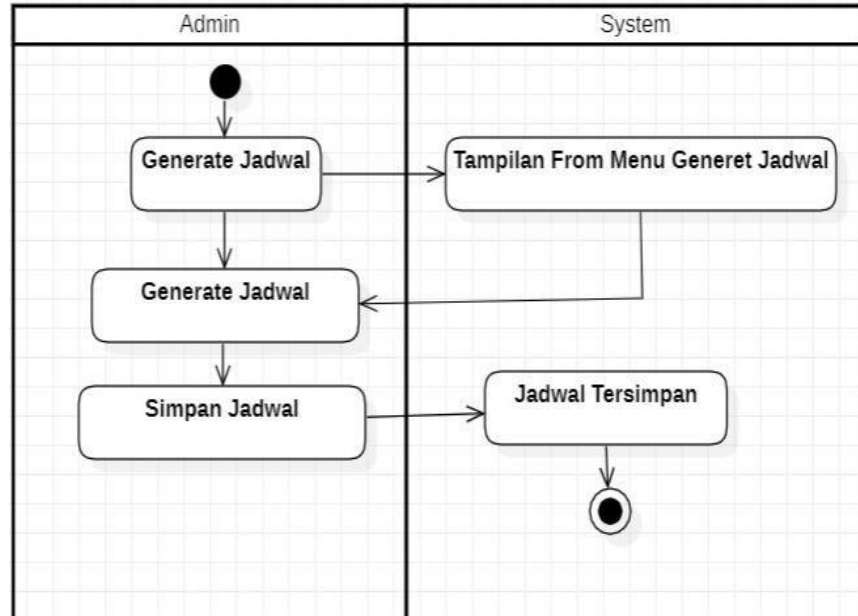 Admin
System
Generate Jadwal
Tampilan From Menu Generet Jadwal
Generate Jadwal
Simpan Jadwal
Jadwal Tersimpan